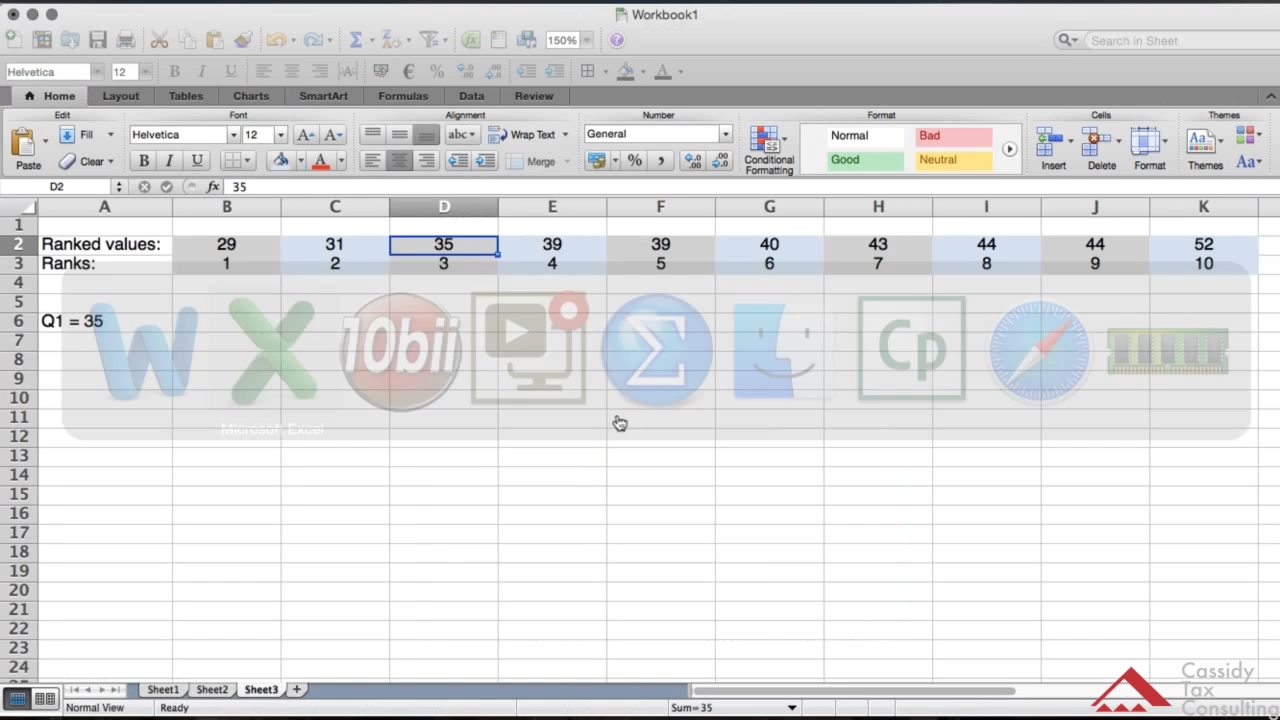 Workbook1
150%
Search in Sheet
Helvetica 12 B I U
Home Layout Tables Charts SmartArt Formulas Data Review
Edit Font Alignment Number Format Cells Themes
Fill Helvetica 12 A A abc Wrap Text General Normal Bad
Paste Clear B I U A Merge % Conditional Formatting Good Neutral Insert Delete Format Themes Aa
D2 fx 35
A B C D E F G H I J K
1
2 Ranked values: 29 31 35 39 39 40 43 44 44 52
3 Ranks: 1 2 3 4 5 6 7 8 9 10
4
5
6 Q1 = 35
7
8
9
10
11
12
13
14
15
16
17
18
19
20
21
22
23
24
W X 10bii Σ Cp
Microsoft Excel
Sheet1 Sheet2 Sheet3 +
Normal View Ready Sum=35
Cassidy
Tax
Consulting